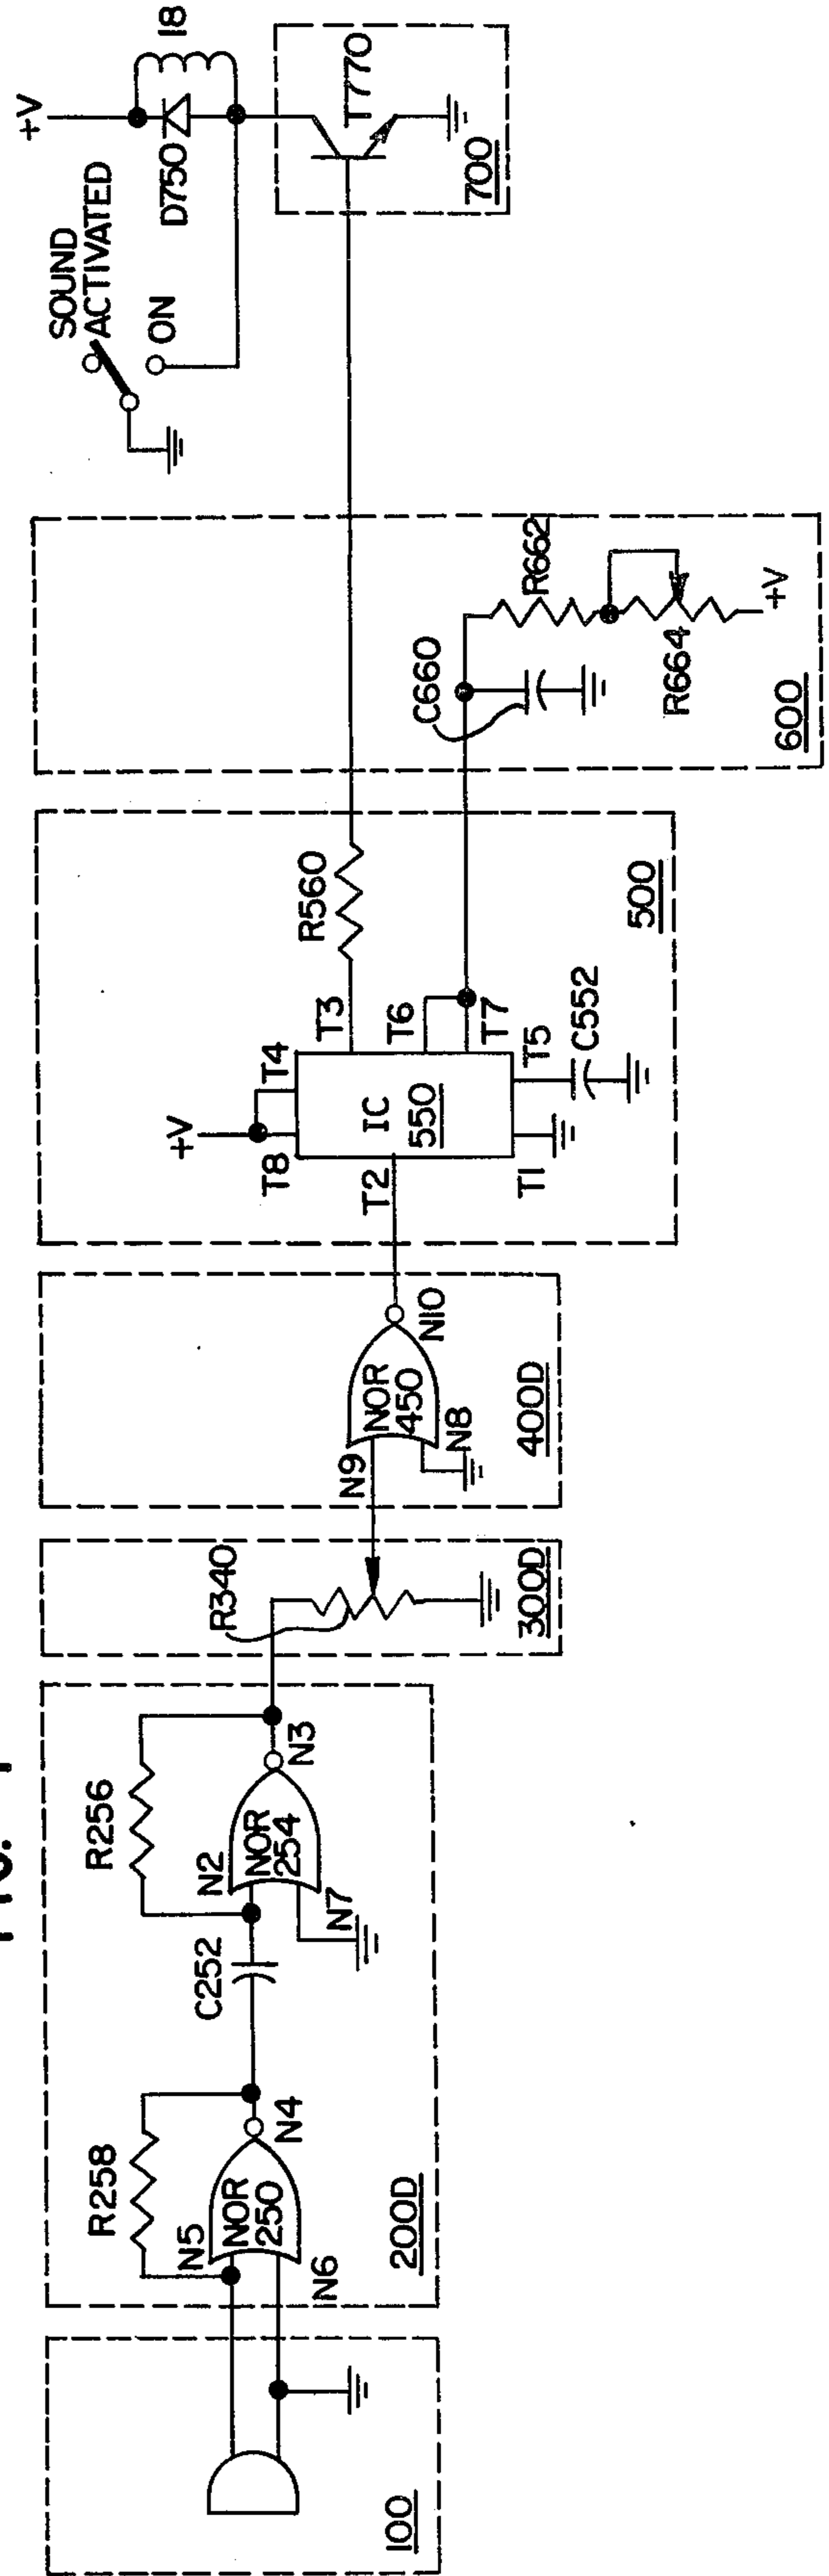 100
N5
N6
R258
NOR
250
N4
200D
C252
R256
N2
N7
NOR
254
N3
R340
300D
N9
N8
NOR
450
N10
400D
+V
T8
T4
T2
IC
550
T1
T3
T6
T7
T5
C552
R560
500
C660
R662
R664
+V
600
SOUND
ACTIVATED
ON
+V
D750
18
T770
700